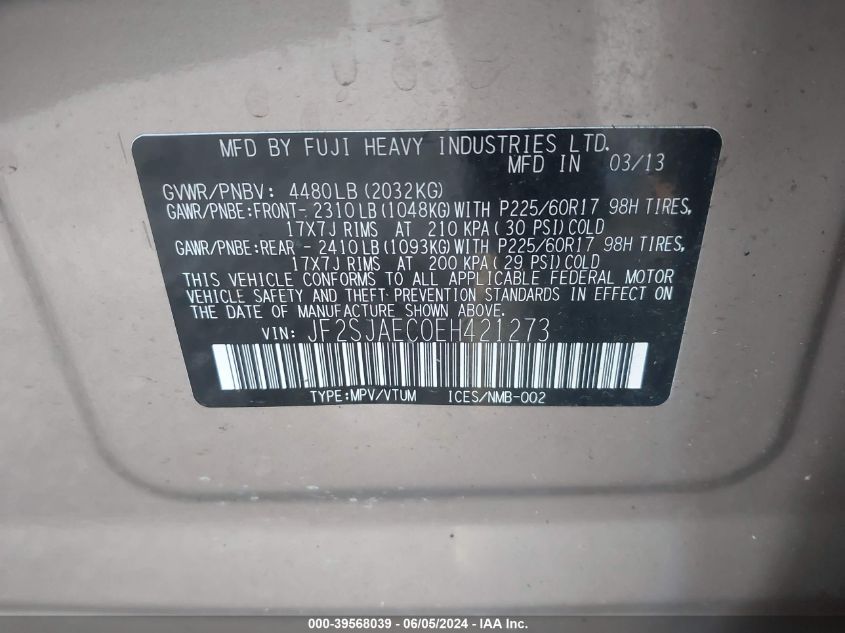 MFD BY FUJI HEAVY INDUSTRIES LTD.
MFD IN 03/13
GVWR/PNBV: 4480LB (2032KG)
GAWR/PNBE:FRONT- 2310 LB (1048KG) WITH P225/60R17 98H TIRES,
17X7J RIMS AT 210 KPA ( 30 PSI) COLD
GAWR/PNBE:REAR - 2410 LB (1093KG) WITH P225/60R17 98H TIRES,
17X7J RIMS AT 200 KPA ( 29 PSI) COLD
THIS VEHICLE CONFORMS TO ALL APPLICABLE FEDERAL MOTOR
VEHICLE SAFETY AND THEFT PREVENTION STANDARDS IN EFFECT ON
THE DATE OF MANUFACTURE SHOWN ABOVE.
VIN: JF2SJAEC0EH421273
TYPE:MPV/VTUM ICES/NMB-002
000-39568039 - 06/05/2024 - IAA Inc.